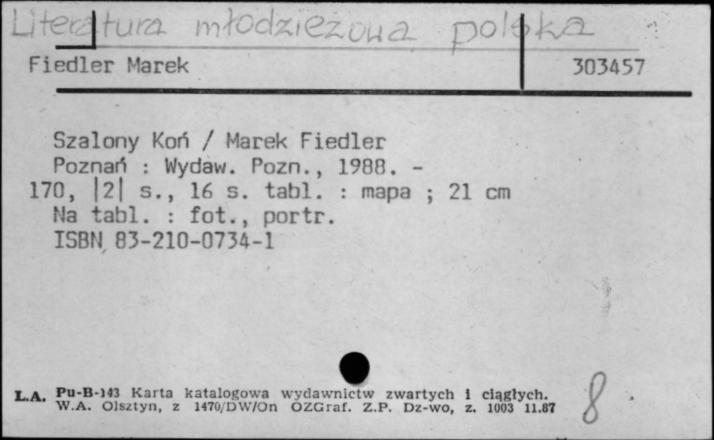 Literatura młodzieżowa polska
Fiedler Marek 303457
Szalony Koń / Marek Fiedler
Poznań : Wydaw. Pozn., 1988. -
170, |2| s., 16 s. tabl. : mapa ; 21 cm
Na tabl. : fot., portr.
ISBN 83-210-0734-1
L.A. Pu-B-143 Karta katalogowa wydawnictw zwartych i ciągłych.
W.A. Olsztyn, z 1470/DW/On OZGraf. Z.P. Dz-wo, z. 1003 11.87
8